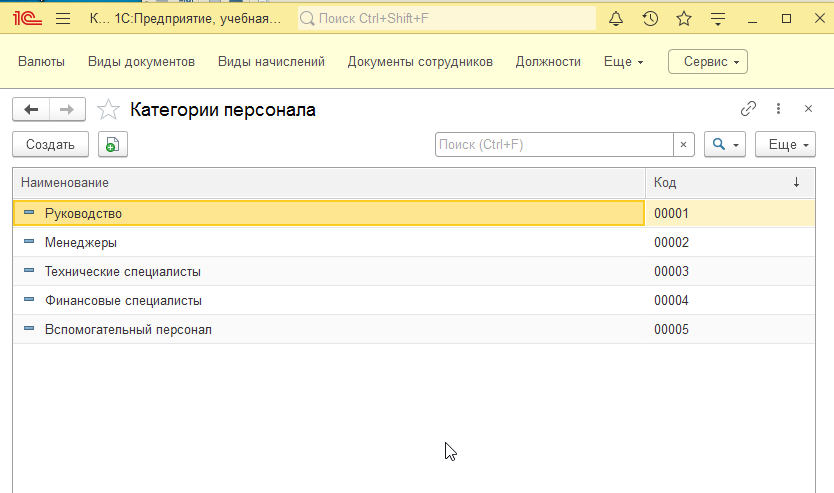 1С К... 1С:Предприятие, учебная... Поиск Ctrl+Shift+F
Валюты Виды документов Виды начислений Документы сотрудников Должности Еще Сервис
Категории персонала
Создать Поиск (Ctrl+F) × Еще
Наименование Код ↓
Руководство 00001
Менеджеры 00002
Технические специалисты 00003
Финансовые специалисты 00004
Вспомогательный персонал 00005